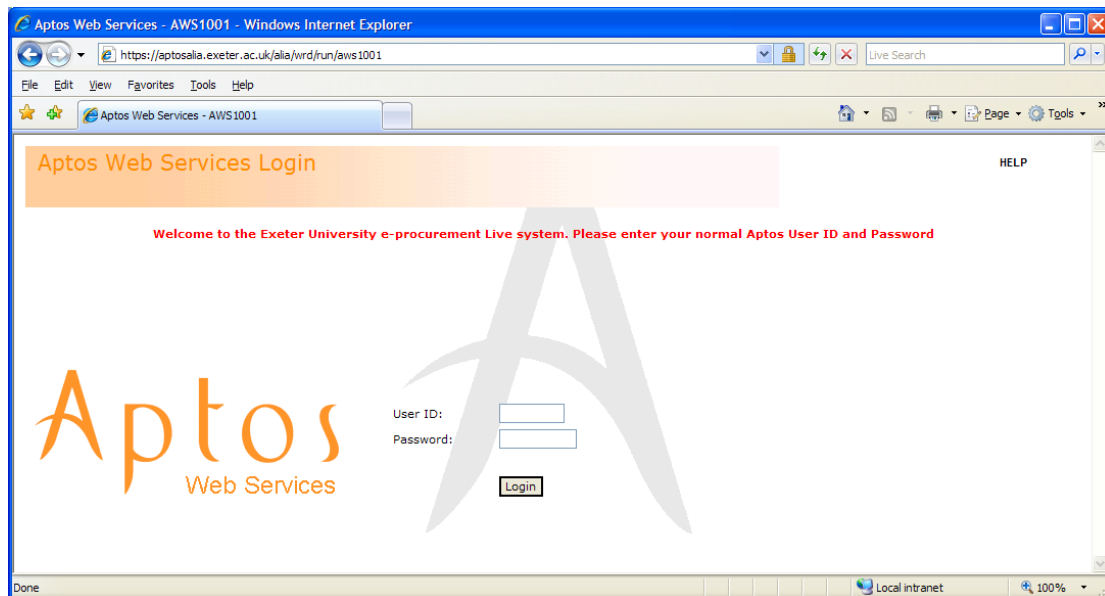 Aptos Web Services - AWS1001 - Windows Internet Explorer
https://aptosalia.exeter.ac.uk/alia/wrd/run/aws1001
Live Search
File Edit View Favorites Tools Help
Aptos Web Services - AWS1001
Page Tools »
Aptos Web Services Login
HELP
Welcome to the Exeter University e-procurement Live system. Please enter your normal Aptos User ID and Password
Aptos
Web Services
User ID:
Password:
Login
Done
Local intranet
100%